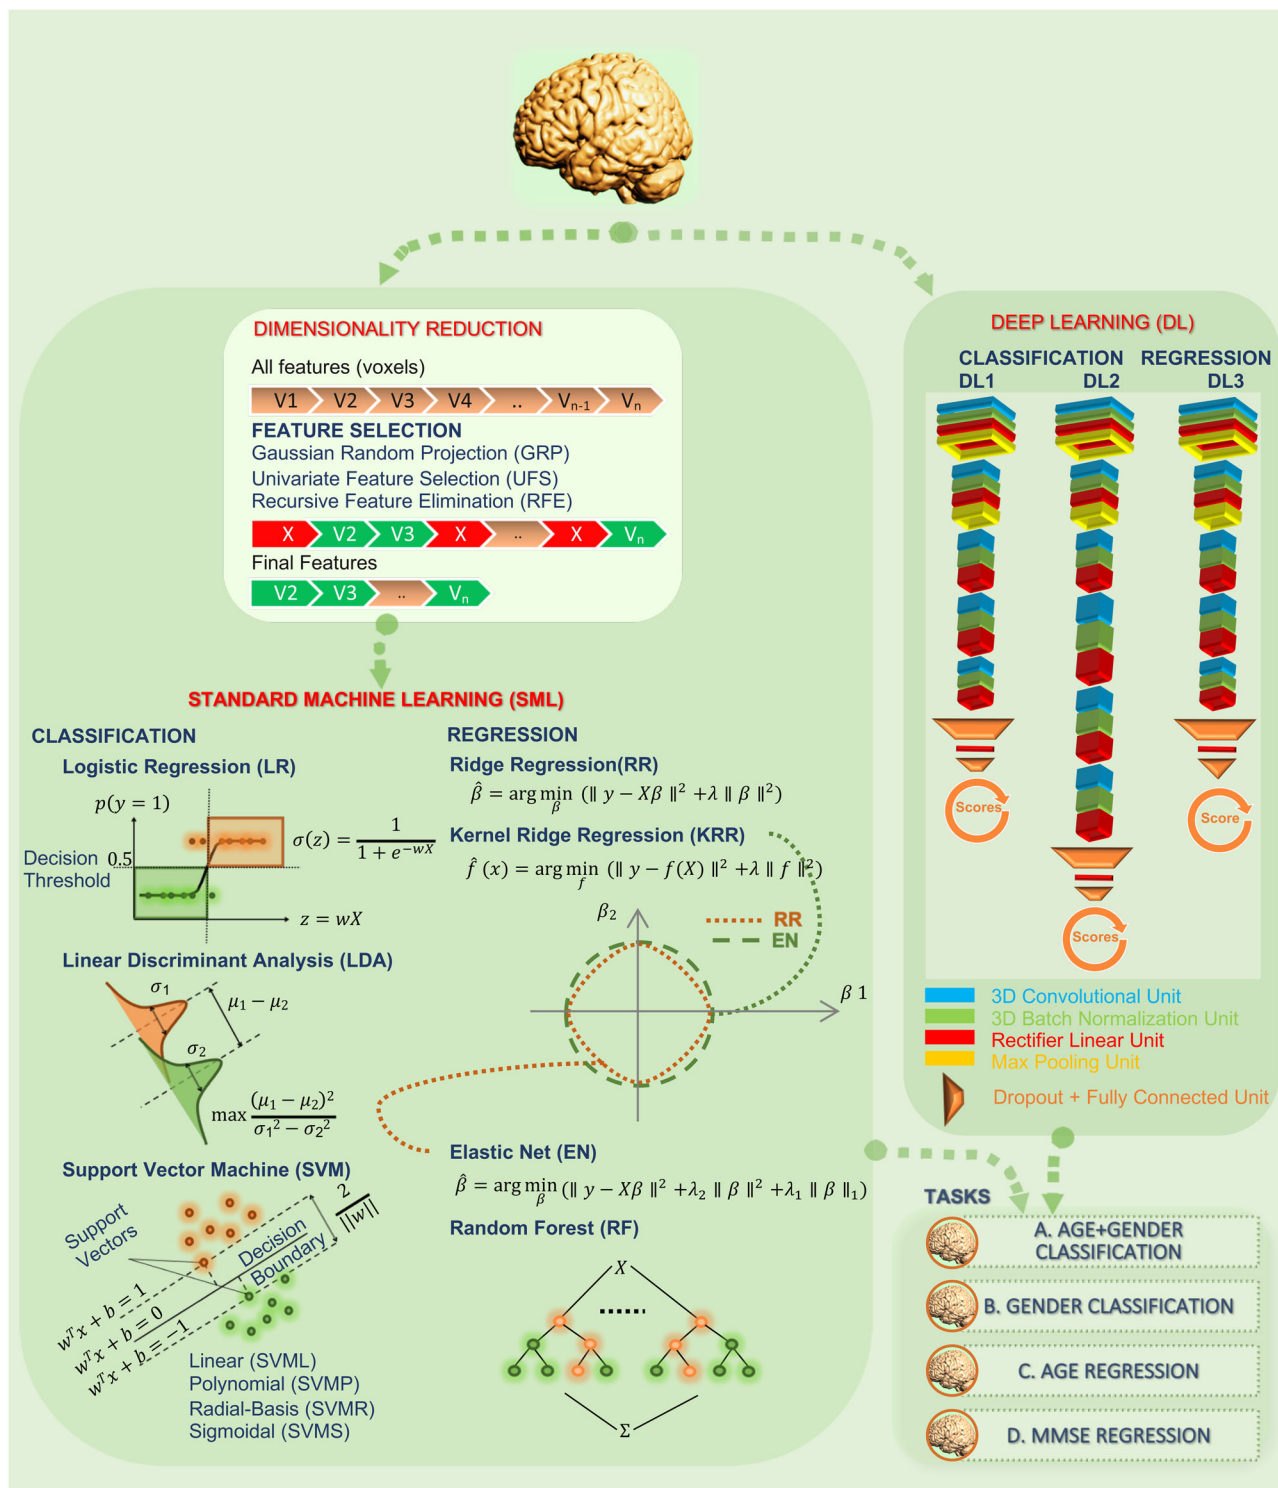 DIMENSIONALITY REDUCTION
All features (voxels)
V1 V2 V3 V4 .. Vn-1 Vn
FEATURE SELECTION
Gaussian Random Projection (GRP)
Univariate Feature Selection (UFS)
Recursive Feature Elimination (RFE)
X V2 V3 X .. X Vn
Final Features
V2 V3 .. Vn
STANDARD MACHINE LEARNING (SML)
CLASSIFICATION
Logistic Regression (LR)
p(y = 1)
σ(z) = 1 / 1 + e^−wX
Decision
Threshold
0.5
z = wX
Linear Discriminant Analysis (LDA)
σ1
μ1 − μ2
σ2
max (μ1 − μ2)² / σ1² − σ2²
Support Vector Machine (SVM)
Support
Vectors
Decision
Boundary
2 / ||w||
wᵀx + b = 1
wᵀx + b = 0
wᵀx + b = −1
Linear (SVML)
Polynomial (SVMP)
Radial-Basis (SVMR)
Sigmoidal (SVMS)
REGRESSION
Ridge Regression(RR)
β̂ = arg min β (‖ y − Xβ ‖² +λ ‖ β ‖²)
Kernel Ridge Regression (KRR)
f̂ (x) = arg min f (‖ y − f(X) ‖² +λ ‖ f ‖²)
β2
RR
EN
β 1
Elastic Net (EN)
β̂ = arg min β (‖ y − Xβ ‖² +λ2 ‖ β ‖² +λ1 ‖ β ‖1)
Random Forest (RF)
X
Σ
DEEP LEARNING (DL)
CLASSIFICATION REGRESSION
DL1 DL2 DL3
Scores
Score
Scores
3D Convolutional Unit
3D Batch Normalization Unit
Rectifier Linear Unit
Max Pooling Unit
Dropout + Fully Connected Unit
TASKS
A. AGE+GENDER
CLASSIFICATION
B. GENDER CLASSIFICATION
C. AGE REGRESSION
D. MMSE REGRESSION